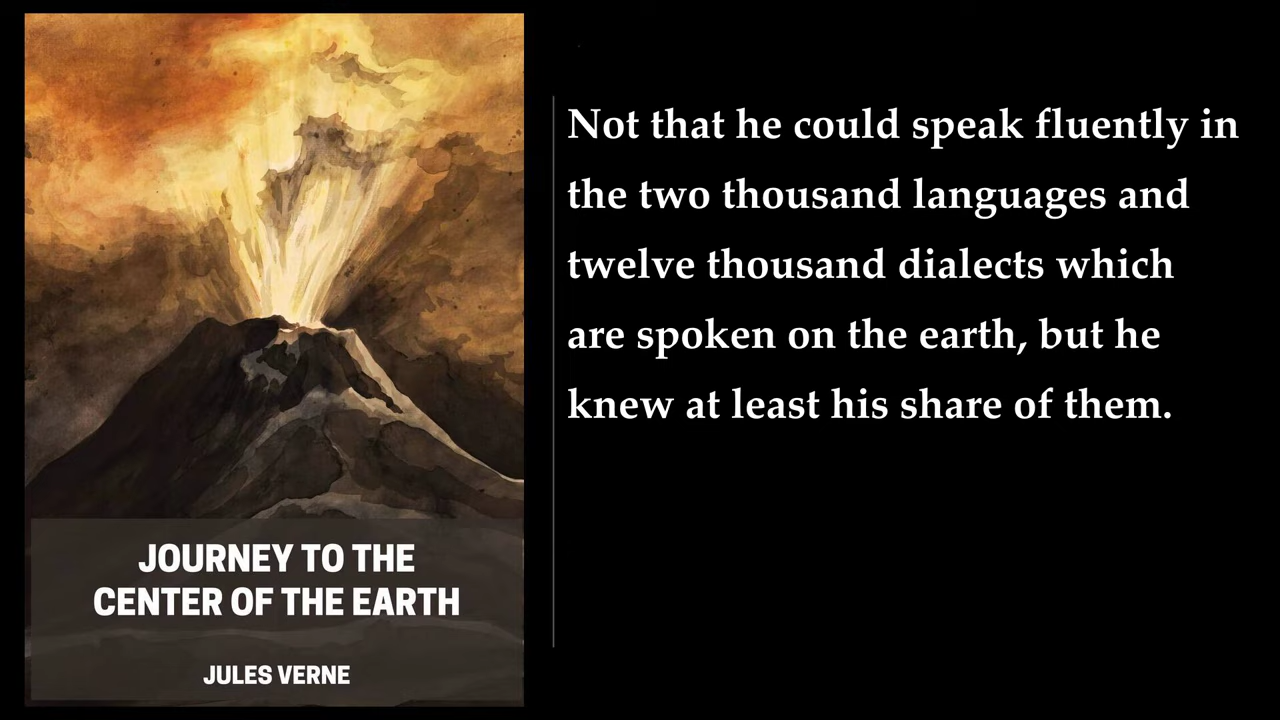 JOURNEY TO THE
CENTER OF THE EARTH
JULES VERNE
Not that he could speak fluently in
the two thousand languages and
twelve thousand dialects which
are spoken on the earth, but he
knew at least his share of them.